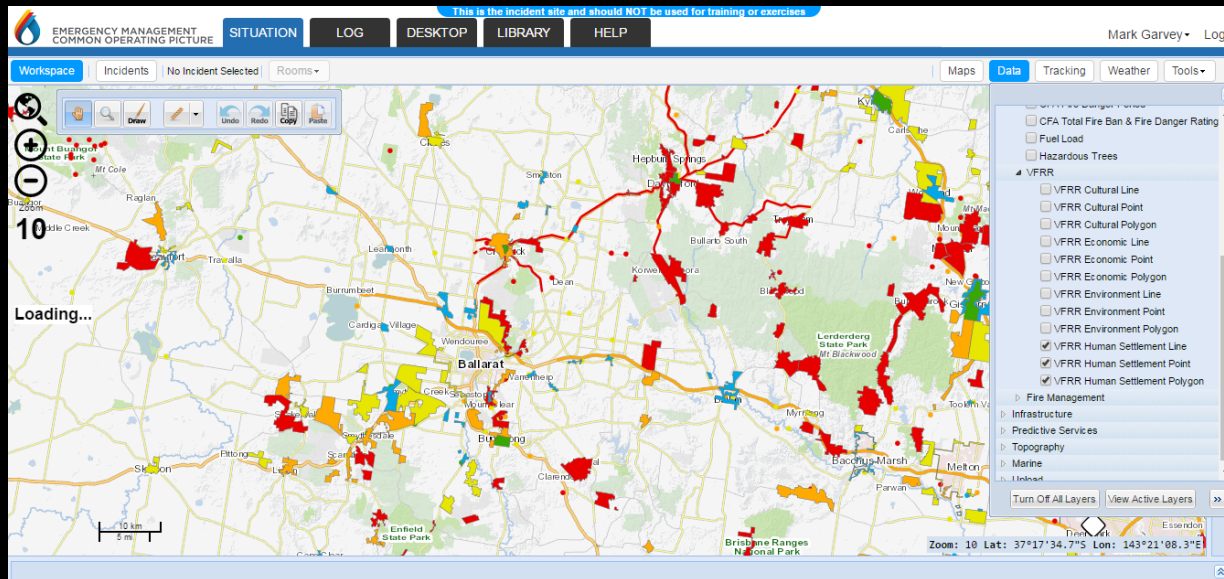 This is the incident site and should NOT be used for training or exercises
EMERGENCY MANAGEMENT
COMMON OPERATING PICTURE
SITUATION
LOG
DESKTOP
LIBRARY
HELP
Mark Garvey
Log
Workspace
Incidents
No Incident Selected
Rooms
Maps
Data
Tracking
Weather
Tools
Draw
Undo
Redo
Copy
Paste
CFA Total Fire Ban & Fire Danger Rating
Fuel Load
Hazardous Trees
VFRR
VFRR Cultural Line
VFRR Cultural Point
VFRR Cultural Polygon
VFRR Economic Line
VFRR Economic Point
VFRR Economic Polygon
VFRR Environment Line
VFRR Environment Point
VFRR Environment Polygon
VFRR Human Settlement Line
VFRR Human Settlement Point
VFRR Human Settlement Polygon
Fire Management
Infrastructure
Predictive Services
Topography
Marine
Upload
Turn Off All Layers
View Active Layers
»
Zoom
10
Loading...
Mt Cole
Raglan
Middle Creek
Trawalla
Learmonth
Burrumbeet
Cardigan Village
Wendouree
Ballarat
Warrenheip
Smeaton
Hepburn Springs
Dean
Bullarto South
Lerderderg
State Park
Mt Blackwood
Myrniong
Bacchus Marsh
Melton
Parwan
Pittong
Enfield
State Park
Brisbane Ranges
National Park
Essendon
10 km
5 mi
Zoom: 10 Lat: 37°17'34.7"S Lon: 143°21'08.3"E